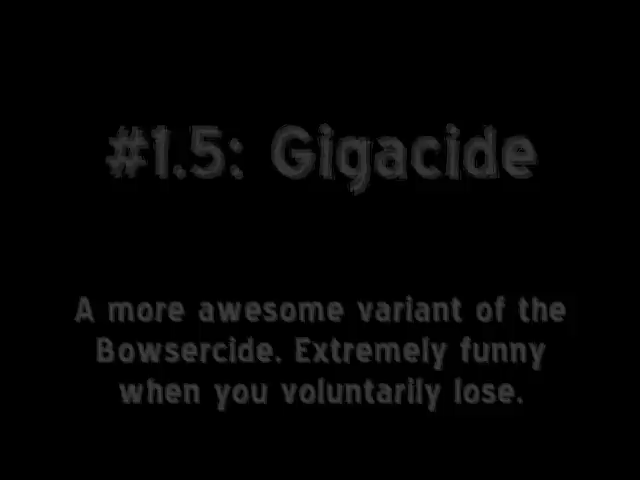 #1.5: Gigacide
A more awesome variant of the
Bowsercide. Extremely funny
when you voluntarily lose.